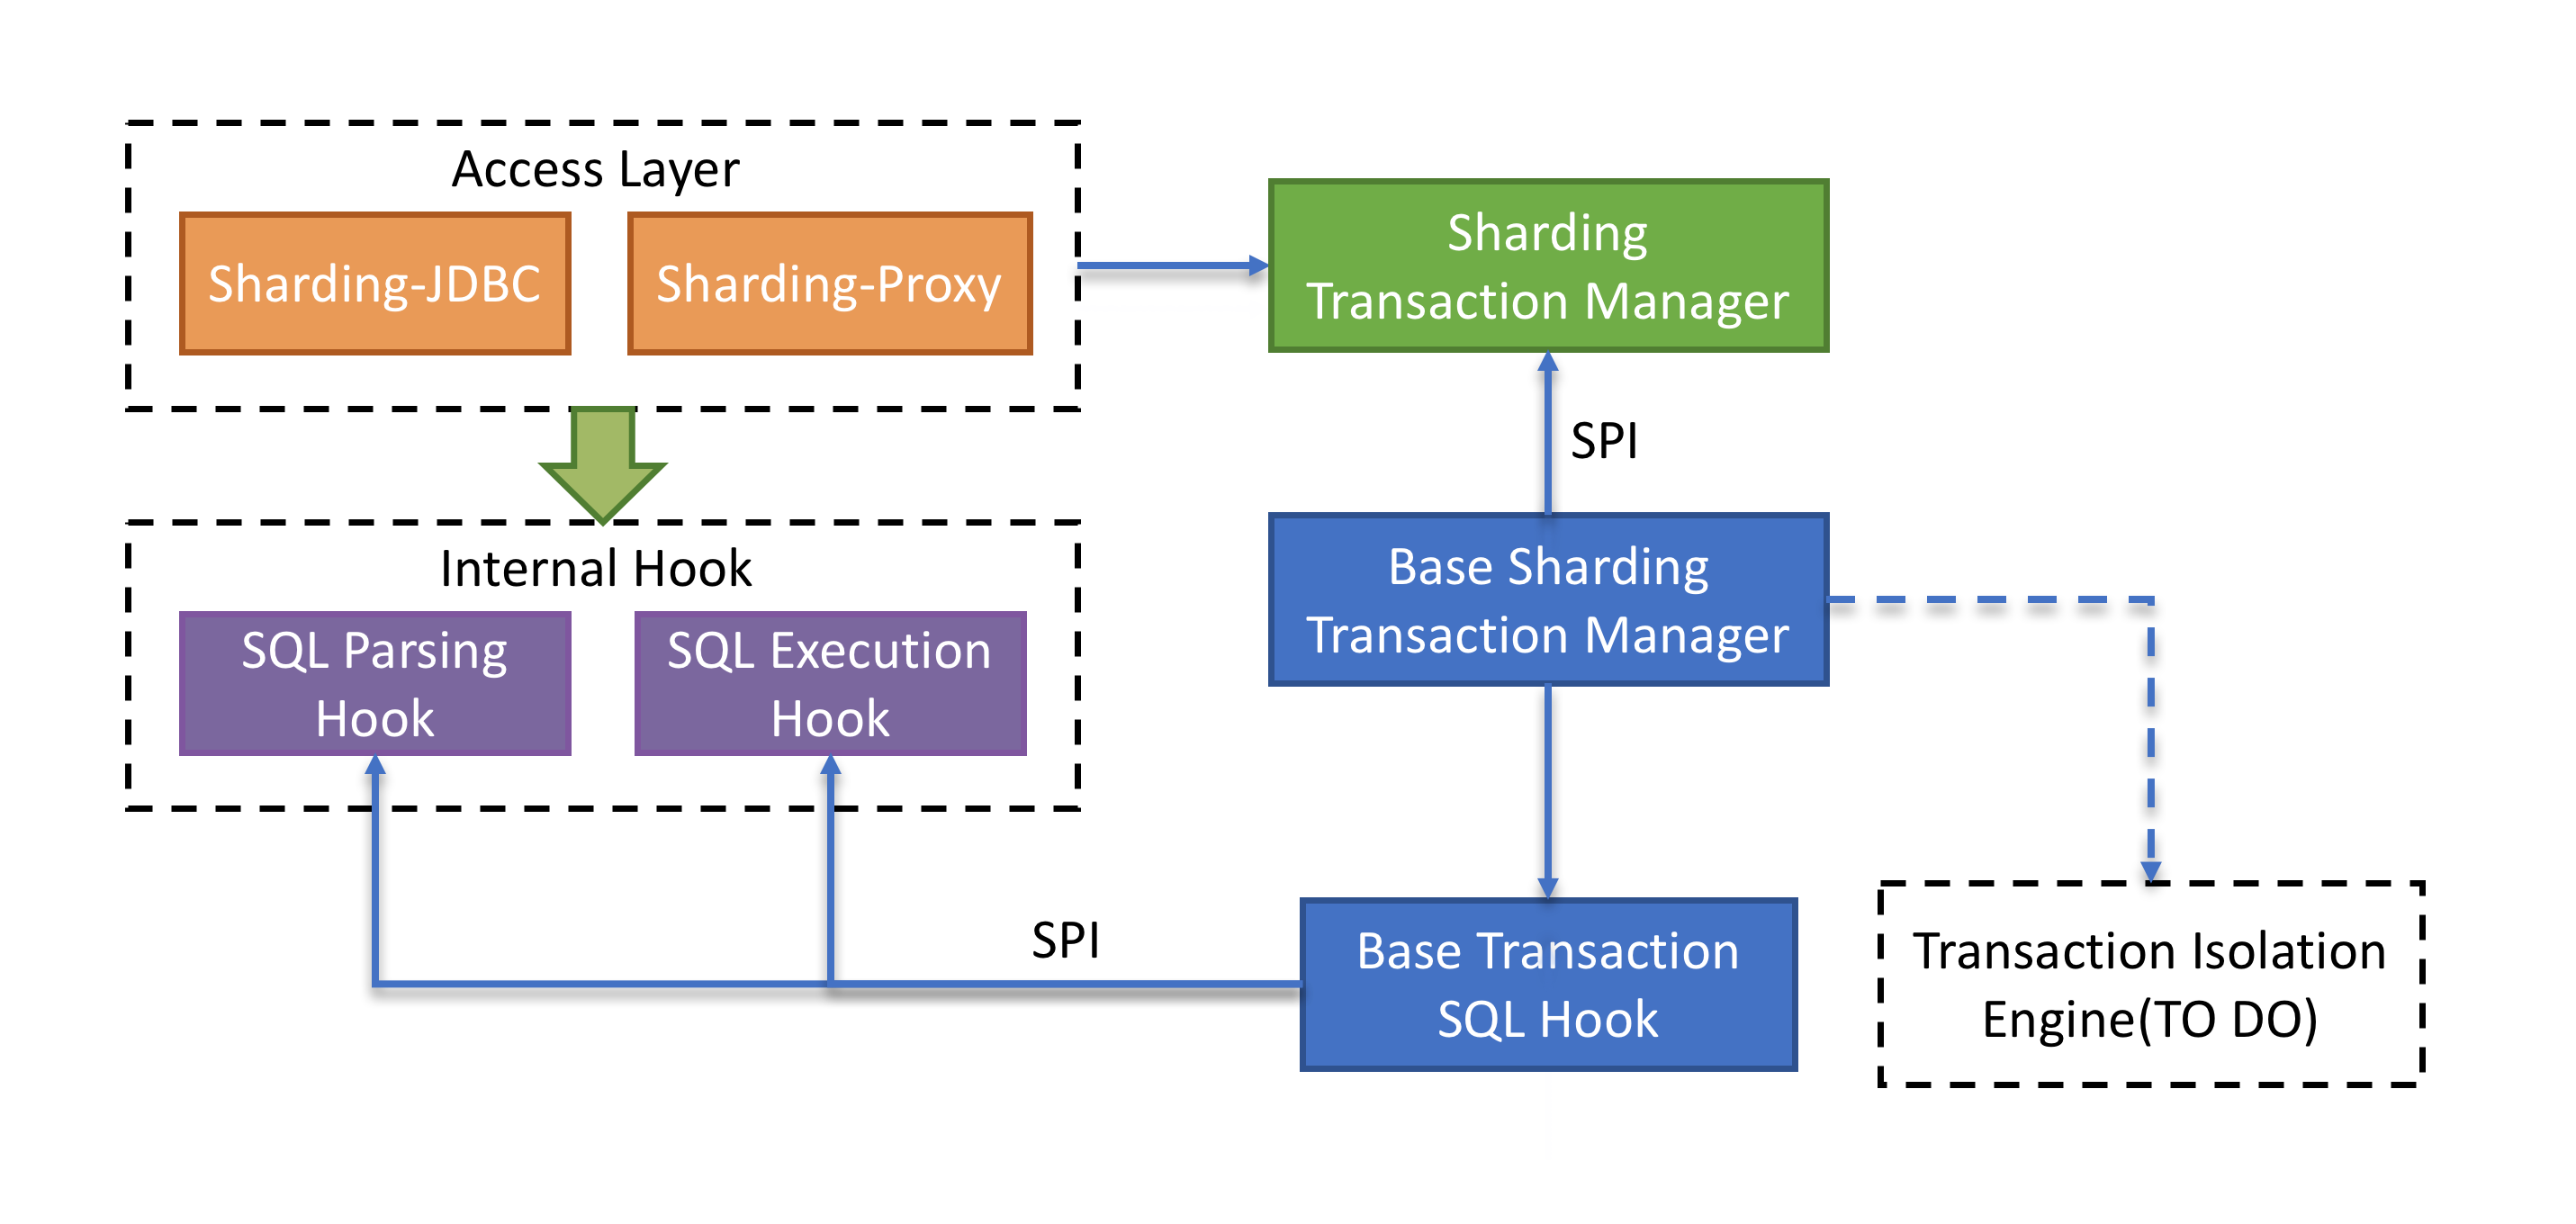 Access Layer
Sharding-JDBC
Sharding-Proxy
Sharding
Transaction Manager
SPI
Internal Hook
SQL Parsing
Hook
SQL Execution
Hook
Base Sharding
Transaction Manager
SPI
Base Transaction
SQL Hook
Transaction Isolation
Engine(TO DO)